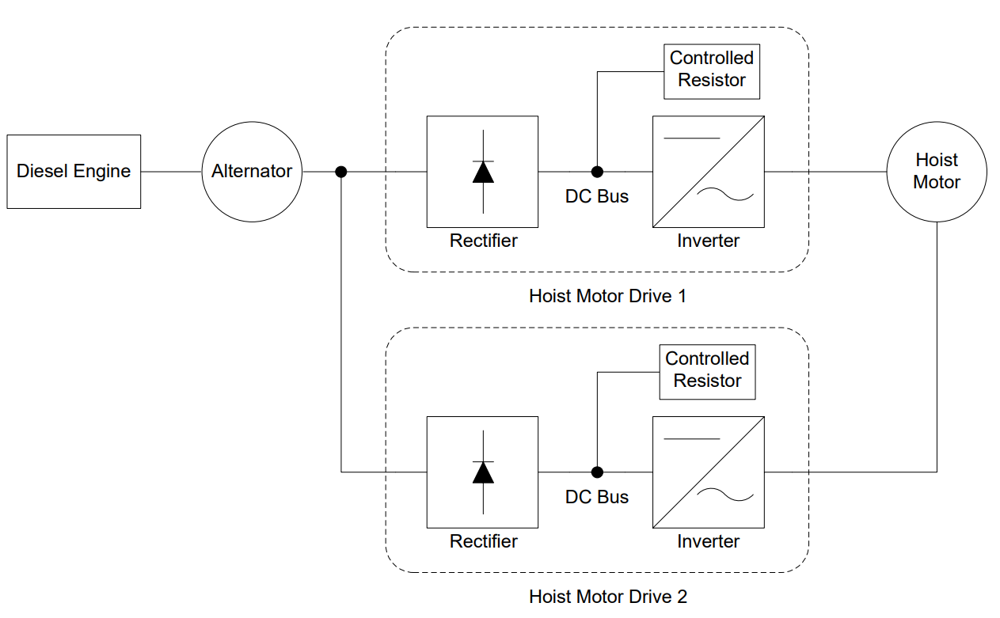 Controlled
Resistor
Diesel Engine
Alternator
Hoist
Motor
DC Bus
Rectifier
Inverter
Hoist Motor Drive 1
Controlled
Resistor
DC Bus
Rectifier
Inverter
Hoist Motor Drive 2